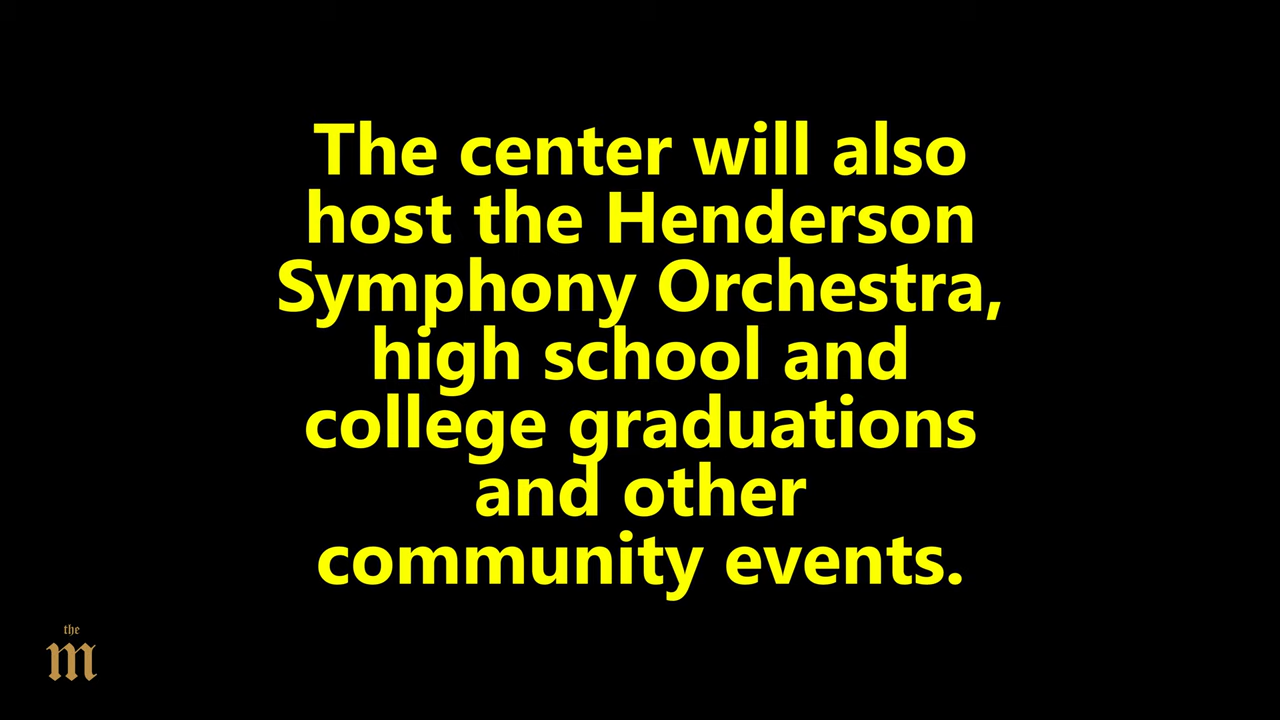 The center will also
host the Henderson
Symphony Orchestra,
high school and
college graduations
and other
community events.
the
m